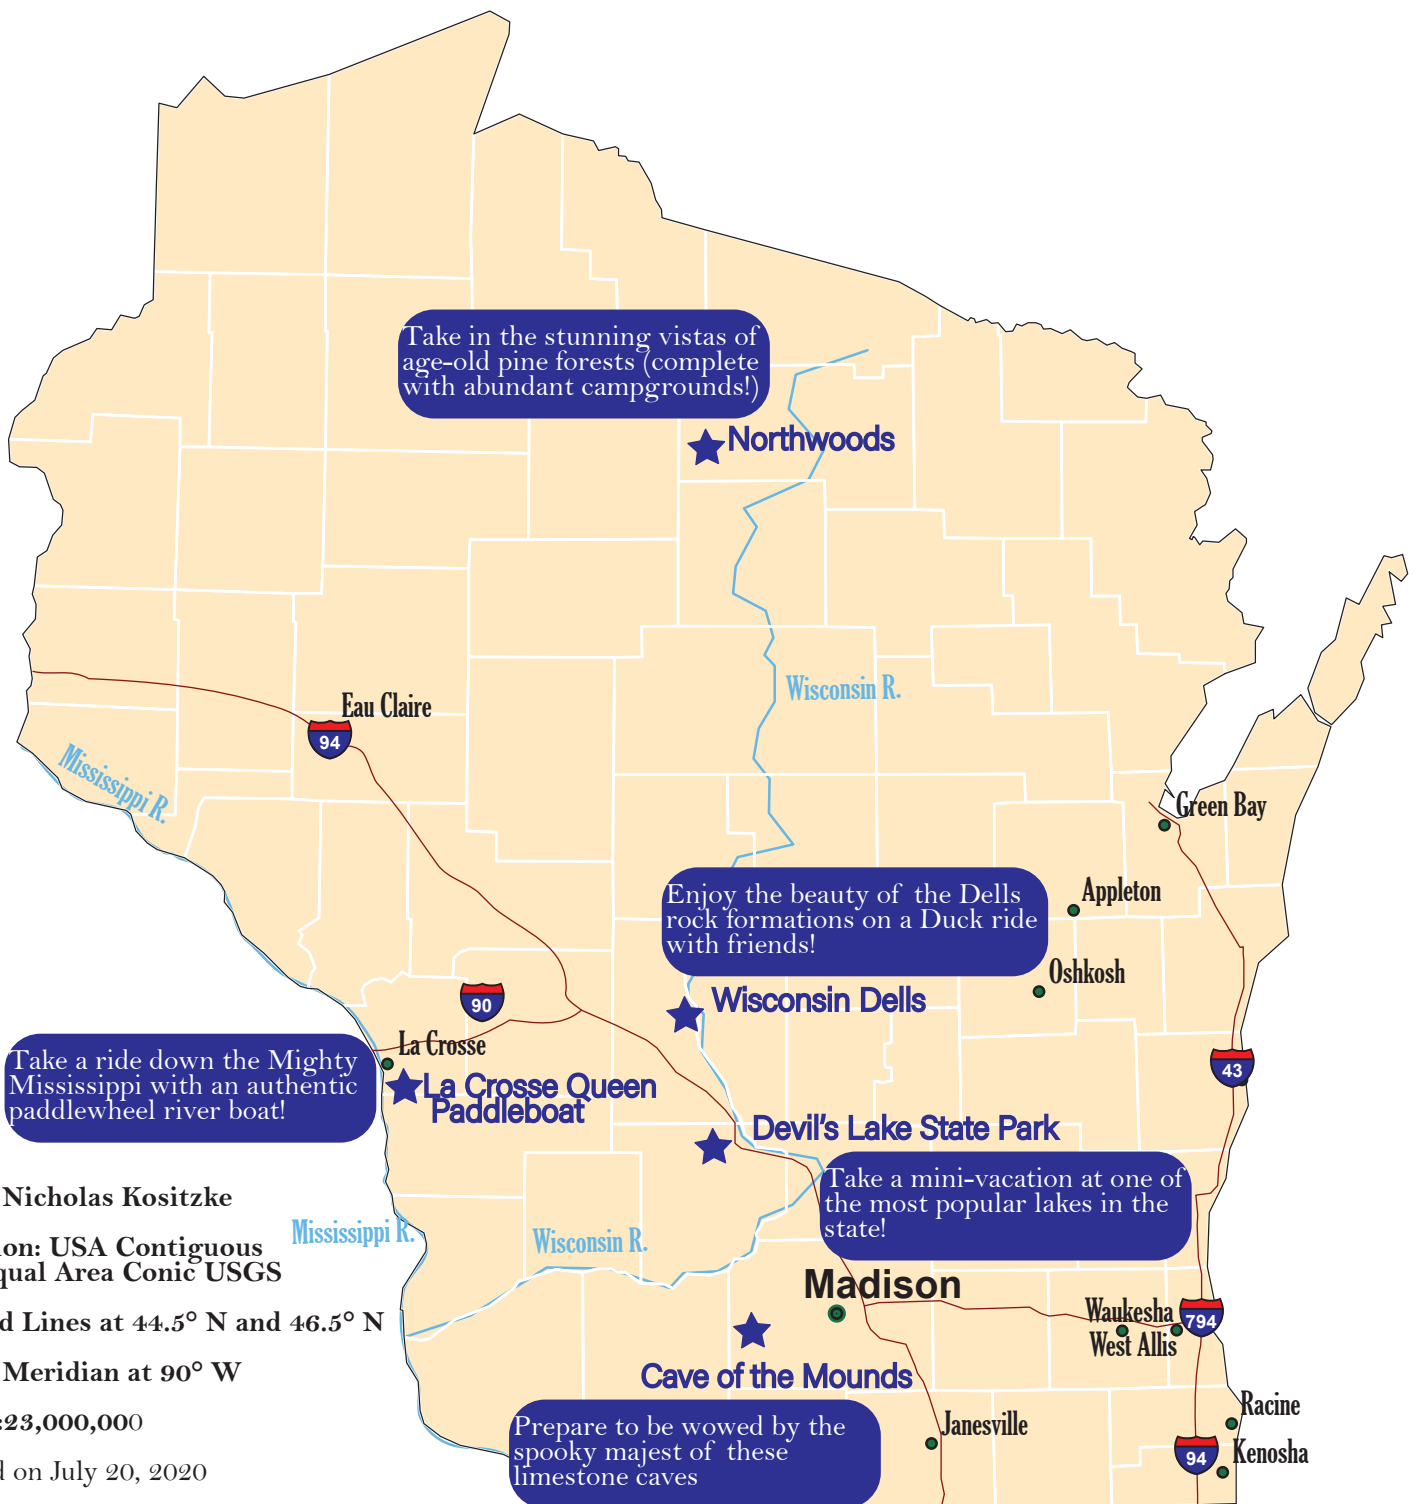 Take in the stunning vistas of
age-old pine forests (complete
with abundant campgrounds!)
Northwoods
Wisconsin R.
Eau Claire
94
Mississippi R.
Green Bay
Enjoy the beauty of the Dells
rock formations on a Duck ride
with friends!
Appleton
Oshkosh
Wisconsin Dells
90
La Crosse
43
Take a ride down the Mighty
Mississippi with an authentic
paddlewheel river boat!
La Crosse Queen
Paddleboat
Devil's Lake State Park
Take a mini-vacation at one of
the most popular lakes in the
state!
Nicholas Kositzke
Mississippi R.
Wisconsin R.
ion: USA Contiguous
qual Area Conic USGS
Madison
d Lines at 44.5° N and 46.5° N
Waukesha
794
West Allis
Meridian at 90° W
Cave of the Mounds
:23,000,000
Prepare to be wowed by the
spooky majest of these
limestone caves
Janesville
Racine
94
Kenosha
d on July 20, 2020